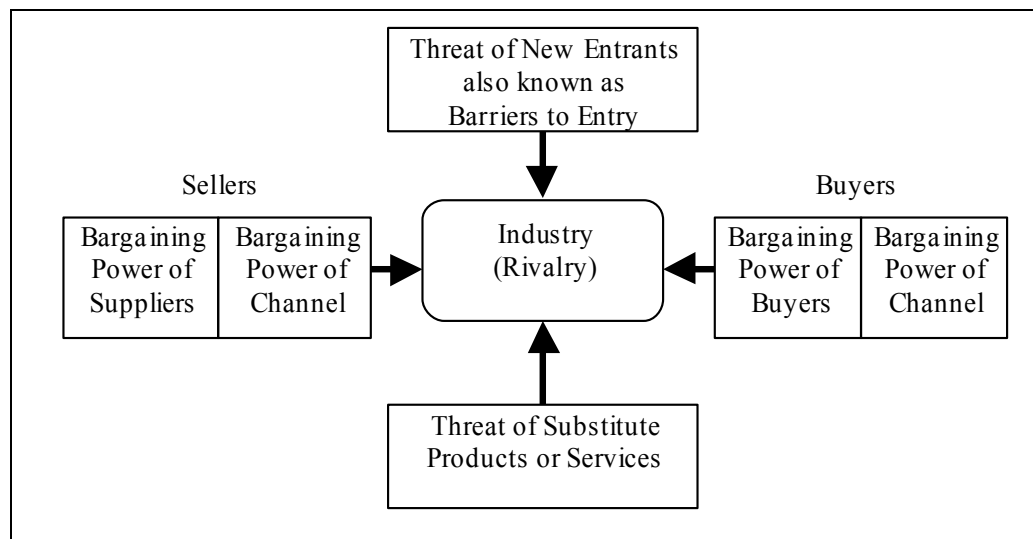 Threat of New Entrants
also known as
Barriers to Entry
Sellers
Buyers
Bargaining
Power of
Suppliers
Bargaining
Power of
Channel
Industry
(Rivalry)
Bargaining
Power of
Buyers
Bargaining
Power of
Channel
Threat of Substitute
Products or Services